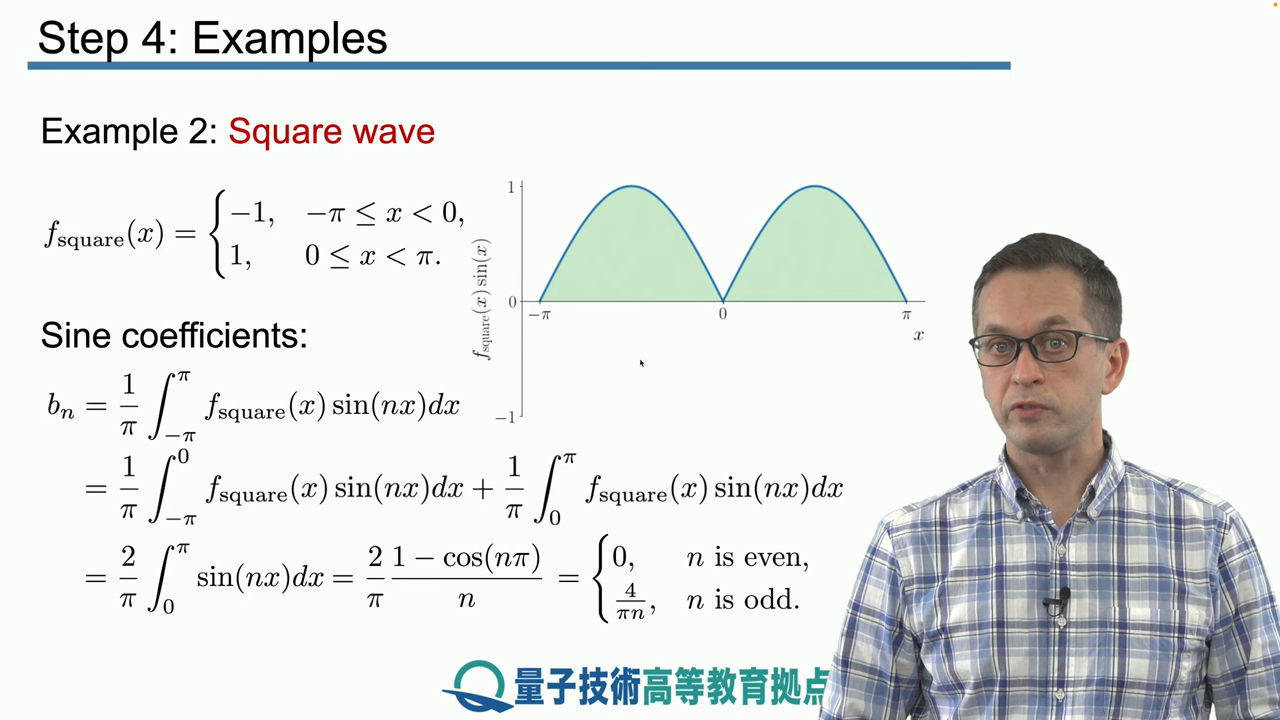 Step 4: Examples
Example 2: Square wave
f_square(x) = { −1, −π ≤ x < 0,
1, 0 ≤ x < π.
Sine coefficients:
b_n = 1/π ∫_{−π}^{π} f_square(x) sin(nx)dx
= 1/π ∫_{−π}^{0} f_square(x) sin(nx)dx + 1/π ∫_{0}^{π} f_square(x) sin(nx)dx
= 2/π ∫_{0}^{π} sin(nx)dx = 2/π (1 − cos(nπ))/n = { 0, n is even,
4/(πn), n is odd.
f_square(x) sin(x)
1
0
−1
−π
0
π
x
量子技術高等教育拠点